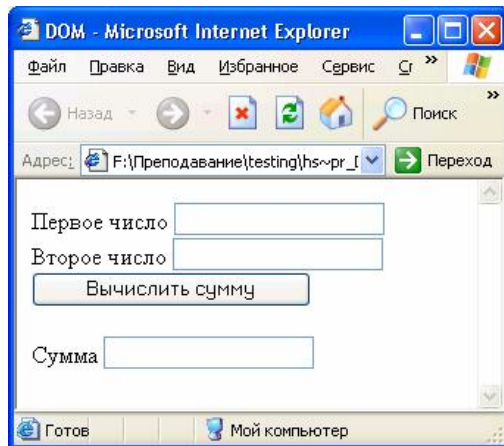 DOM - Microsoft Internet Explorer
Файл Правка Вид Избранное Сервис Сг »
Назад Поиск »
Адрес: F:\Преподавание\testing\hs~pr_[ Переход
Первое число
Второе число
Вычислить сумму
Сумма
Готов Мой компьютер